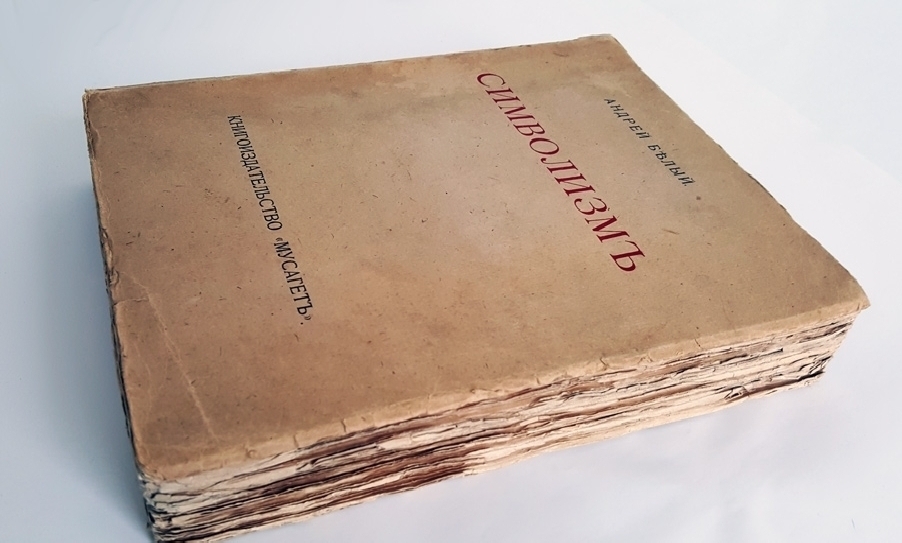 АНДРЕЙ БѢЛЫЙ.
СИМВОЛИЗМЪ
КНИГОИЗДАТЕЛЬСТВО «МУСАГЕТЪ».